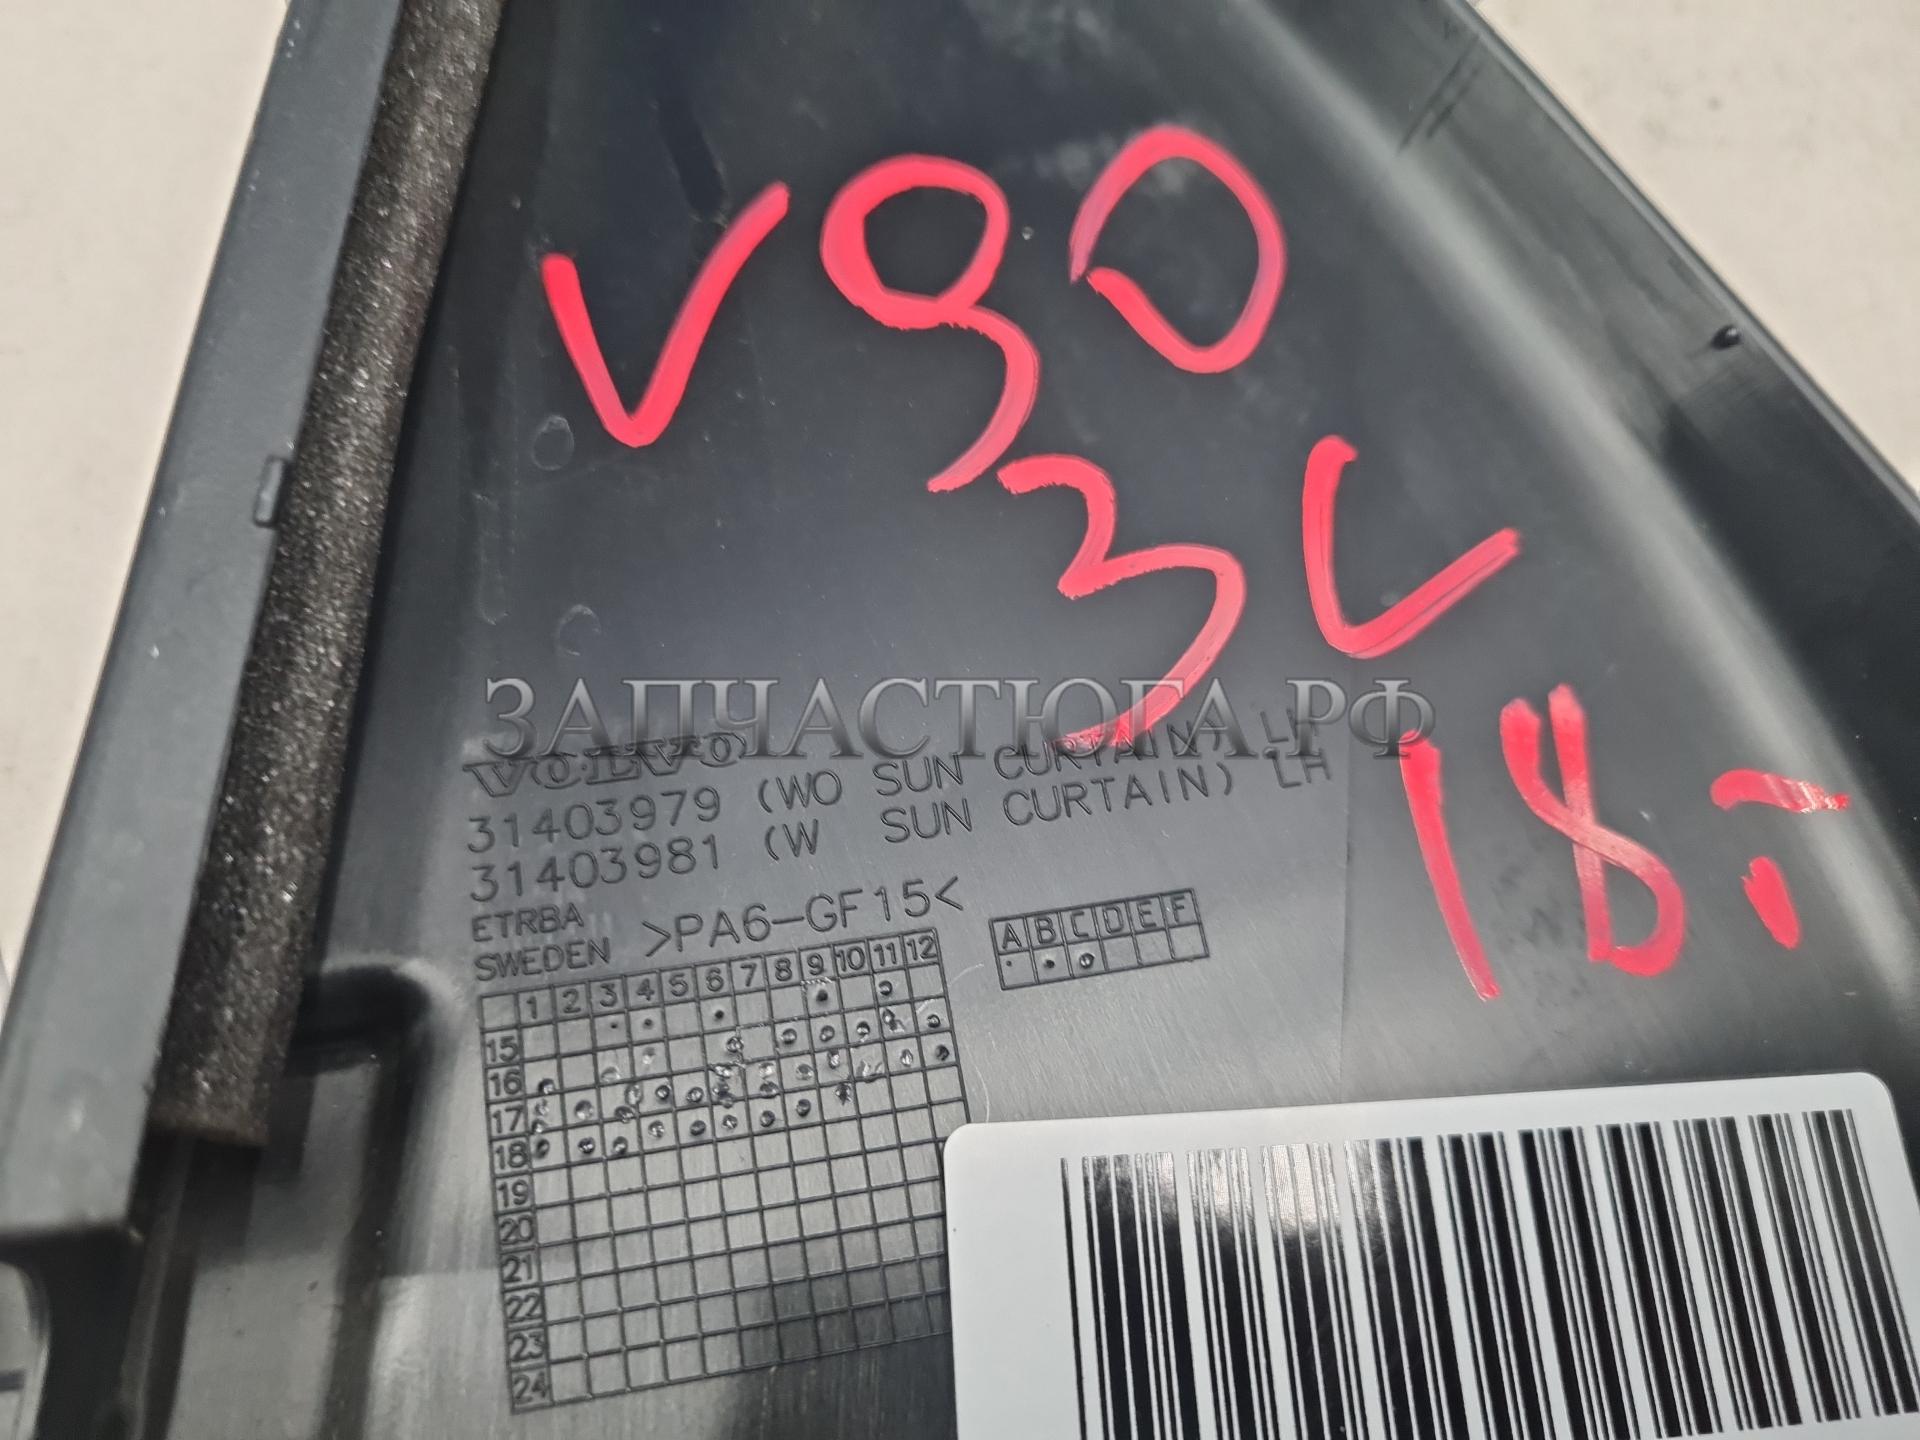 V90
ЗL
18г
ЗАПЧАСТЮГА.РФ
VOLVO
31403979 (WO SUN CURTAIN) LH
31403981 (W SUN CURTAIN) LH
ETRBA
SWEDEN >PA6-GF15<
A B C D E F
1 2 3 4 5 6 7 8 9 10 11 12
15
16
17
18
19
20
21
22
23
24